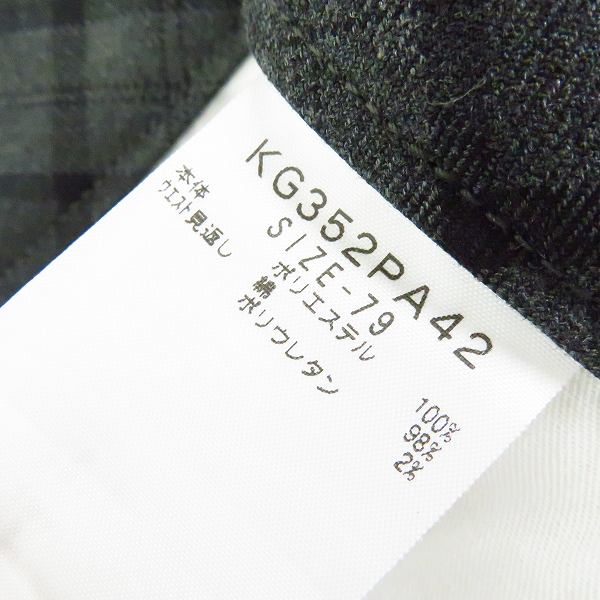 KG352PA42
SIZE-79
本体 ポリエステル 100%
ウエスト見返し 綿 98%
ポリウレタン 2%